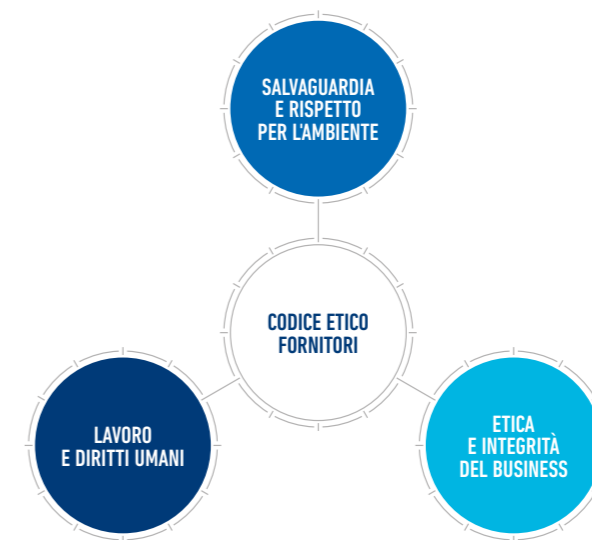 SALVAGUARDIA
E RISPETTO
PER L'AMBIENTE
CODICE ETICO
FORNITORI
LAVORO
E DIRITTI UMANI
ETICA
E INTEGRITÀ
DEL BUSINESS